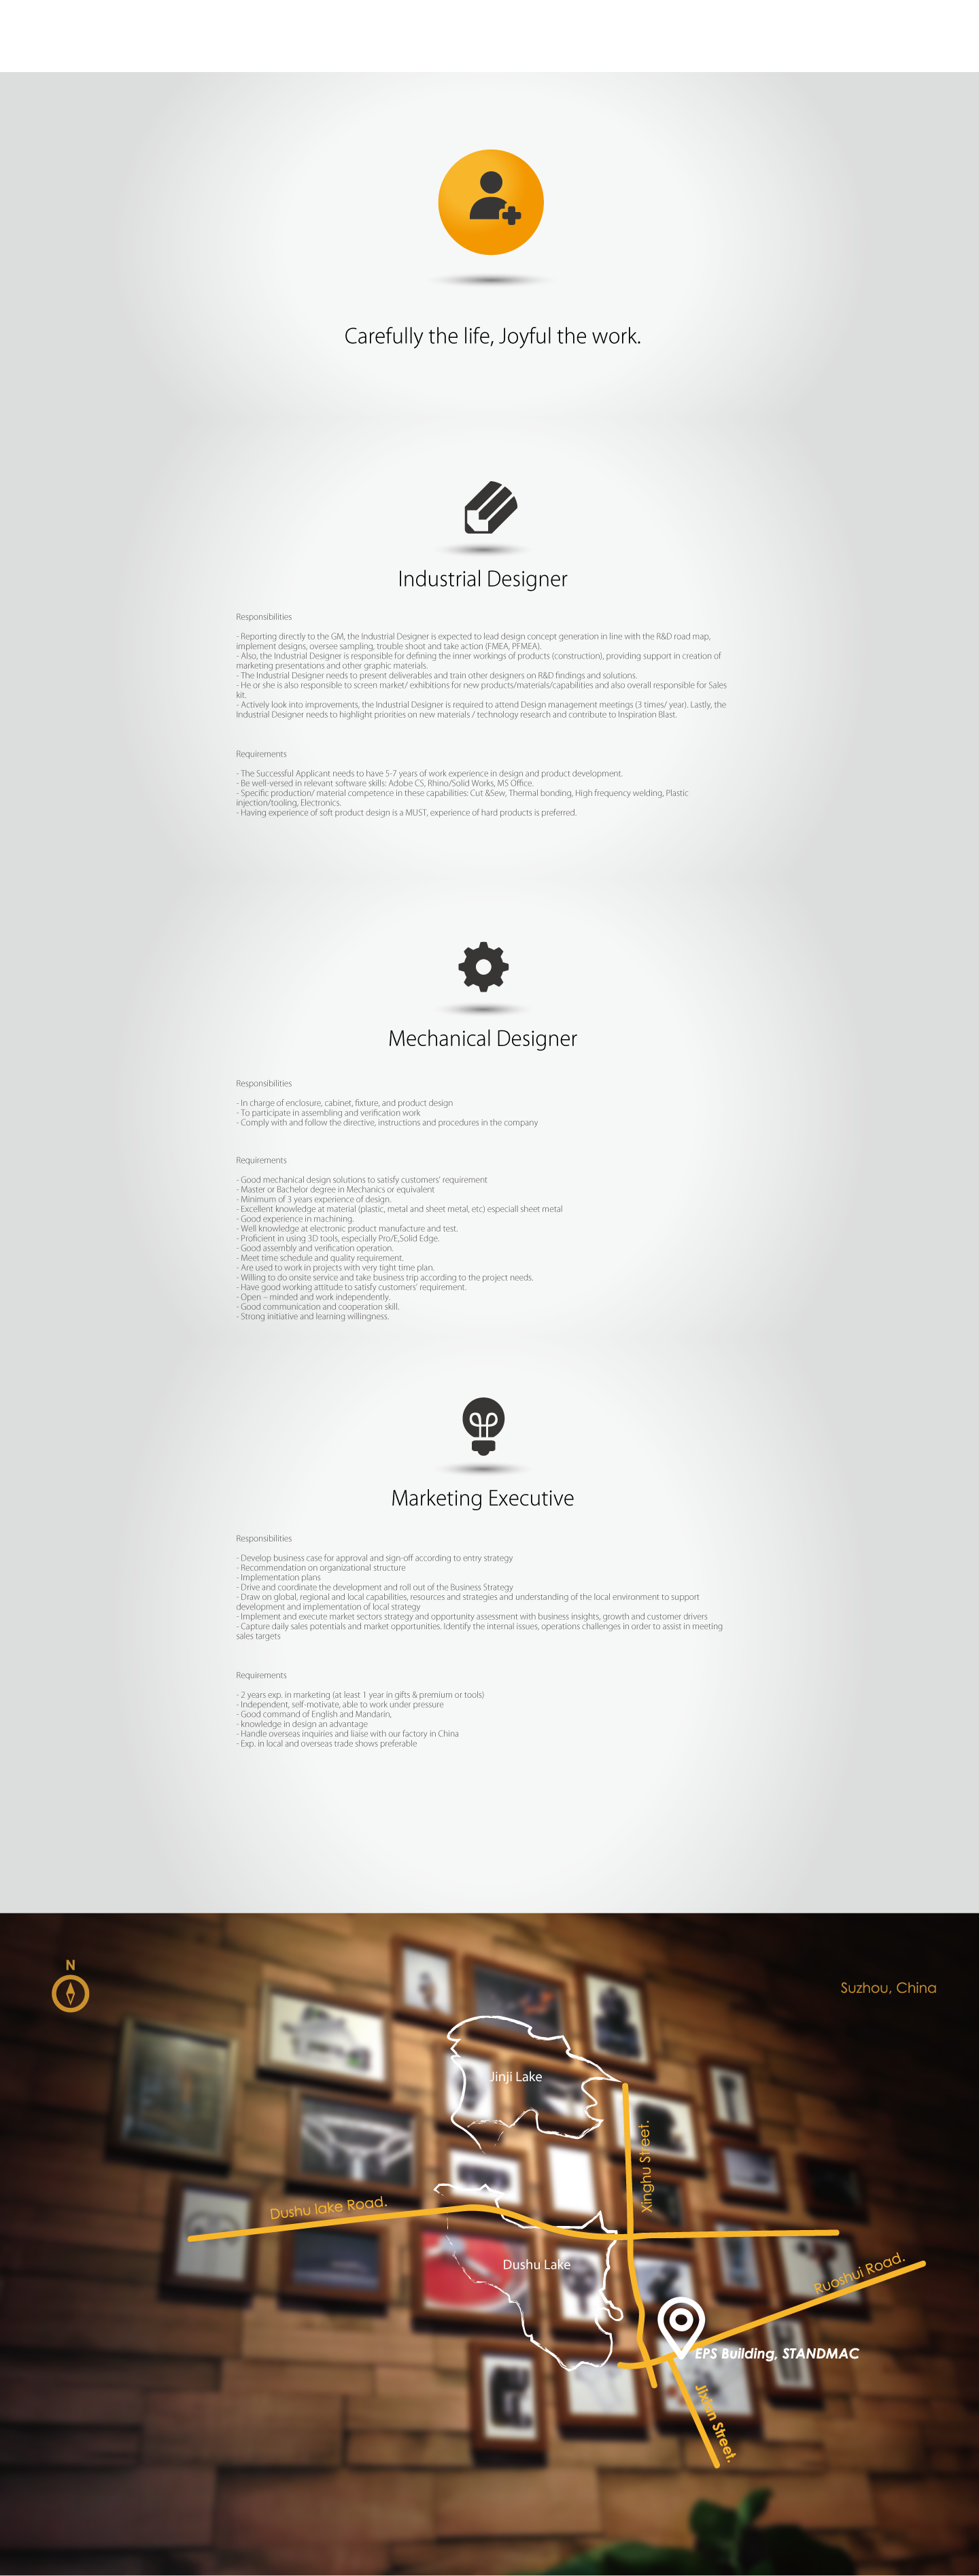 Carefully the life, Joyful the work.
Industrial Designer
Responsibilities
- Reporting directly to the GM, the Industrial Designer is expected to lead design concept generation in line with the R&D road map,
implement designs, oversee sampling, trouble shoot and take action (FMEA, PFMEA).
- Also, the Industrial Designer is responsible for defining the inner workings of products (construction), providing support in creation of
marketing presentations and other graphic materials.
- The Industrial Designer needs to present deliverables and train other designers on R&D findings and solutions.
- He or she is also responsible to screen market/ exhibitions for new products/materials/capabilities and also overall responsible for Sales
kit.
- Actively look into improvements, the Industrial Designer is required to attend Design management meetings (3 times/ year). Lastly, the
Industrial Designer needs to highlight priorities on new materials / technology research and contribute to Inspiration Blast.
Requirements
- The Successful Applicant needs to have 5-7 years of work experience in design and product development.
- Be well-versed in relevant software skills: Adobe CS, Rhino/Solid Works, MS Office.
- Specific production/ material competence in these capabilities: Cut &Sew, Thermal bonding, High frequency welding, Plastic
injection/tooling, Electronics.
- Having experience of soft product design is a MUST, experience of hard products is preferred.
Mechanical Designer
Responsibilities
- In charge of enclosure, cabinet, fixture, and product design
- To participate in assembling and verification work
- Comply with and follow the directive, instructions and procedures in the company
Requirements
- Good mechanical design solutions to satisfy customers' requirement
- Master or Bachelor degree in Mechanics or equivalent
- Minimum of 3 years experience of design.
- Excellent knowledge at material (plastic, metal and sheet metal, etc) especiall sheet metal
- Good experience in machining.
- Well knowledge at electronic product manufacture and test.
- Proficient in using 3D tools, especially Pro/E,Solid Edge.
- Good assembly and verification operation.
- Meet time schedule and quality requirement.
- Are used to work in projects with very tight time plan.
- Willing to do onsite service and take business trip according to the project needs.
- Have good working attitude to satisfy customers' requirement.
- Open – minded and work independently.
- Good communication and cooperation skill.
- Strong initiative and learning willingness.
Marketing Executive
Responsibilities
- Develop business case for approval and sign-off according to entry strategy
- Recommendation on organizational structure
- Implementation plans
- Drive and coordinate the development and roll out of the Business Strategy
- Draw on global, regional and local capabilities, resources and strategies and understanding of the local environment to support
development and implementation of local strategy
- Implement and execute market sectors strategy and opportunity assessment with business insights, growth and customer drivers
- Capture daily sales potentials and market opportunities. Identify the internal issues, operations challenges in order to assist in meeting
sales targets
Requirements
- 2 years exp. in marketing (at least 1 year in gifts & premium or tools)
- Independent, self-motivate, able to work under pressure
- Good command of English and Mandarin,
- knowledge in design an advantage
- Handle overseas inquiries and liaise with our factory in China
- Exp. in local and overseas trade shows preferable
N
Suzhou, China
Jinji Lake
Xinghu Street.
Dushu lake Road.
Dushu Lake
Ruoshui Road.
EPS Building, STANDMAC
Jixian Street.